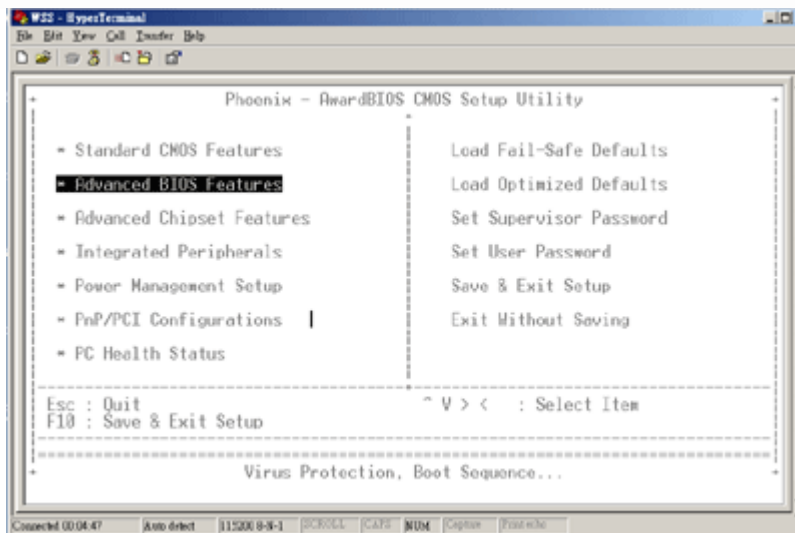 WSS - HyperTerminal
File Edit View Call Transfer Help
Phoenix - AwardBIOS CMOS Setup Utility
Standard CMOS Features
Advanced BIOS Features
Advanced Chipset Features
Integrated Peripherals
Power Management Setup
PnP/PCI Configurations
PC Health Status
Load Fail-Safe Defaults
Load Optimized Defaults
Set Supervisor Password
Set User Password
Save & Exit Setup
Exit Without Saving
Esc : Quit
F10 : Save & Exit Setup
^ V > < : Select Item
Virus Protection, Boot Sequence...
Connected 00:04:47 Auto detect 115200 8-N-1 SCROLL CAPS NUM Capture Print echo